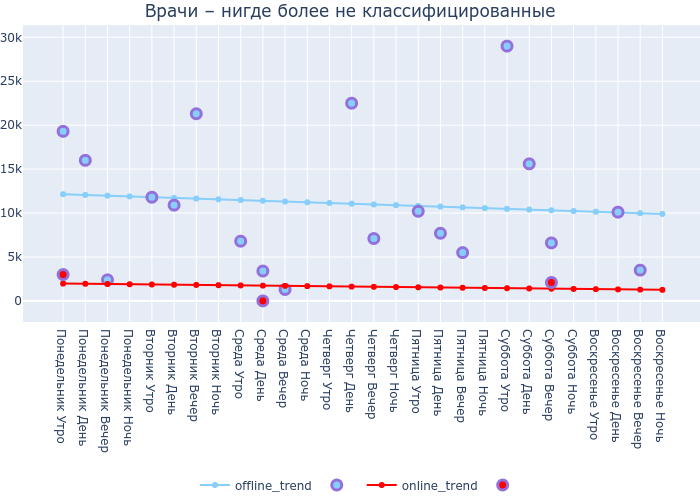 Врачи – нигде более не классифицированные
30k
25k
20k
15k
10k
5k
0
Понедельник Утро
Понедельник День
Понедельник Вечер
Понедельник Ночь
Вторник Утро
Вторник День
Вторник Вечер
Вторник Ночь
Среда Утро
Среда День
Среда Вечер
Среда Ночь
Четверг Утро
Четверг День
Четверг Вечер
Четверг Ночь
Пятница Утро
Пятница День
Пятница Вечер
Пятница Ночь
Суббота Утро
Суббота День
Суббота Вечер
Суббота Ночь
Воскресенье Утро
Воскресенье День
Воскресенье Вечер
Воскресенье Ночь
offline_trend
online_trend